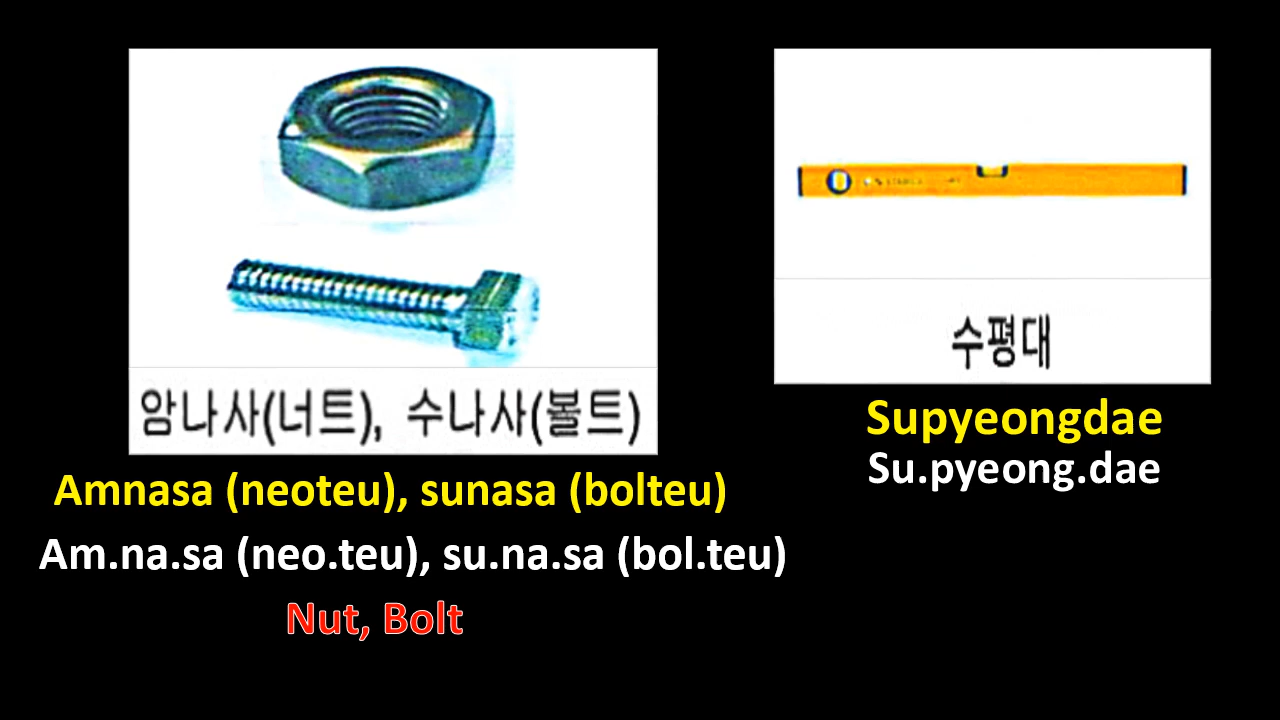 암나사(너트), 수나사(볼트)
Amnasa (neoteu), sunasa (bolteu)
Am.na.sa (neo.teu), su.na.sa (bol.teu)
Nut, Bolt
수평대
Supyeongdae
Su.pyeong.dae